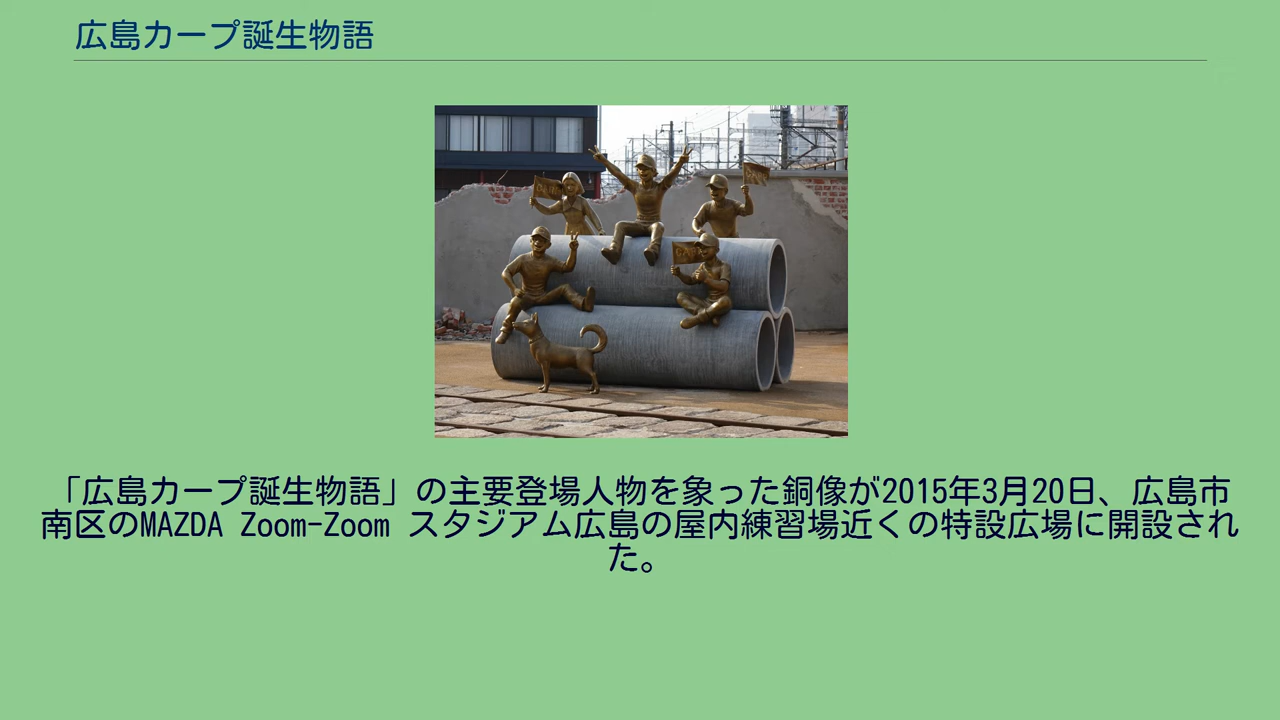 広島カープ誕生物語
「広島カープ誕生物語」の主要登場人物を象った銅像が2015年3月20日、広島市
南区のMAZDA Zoom-Zoom スタジアム広島の屋内練習場近くの特設広場に開設され
た。